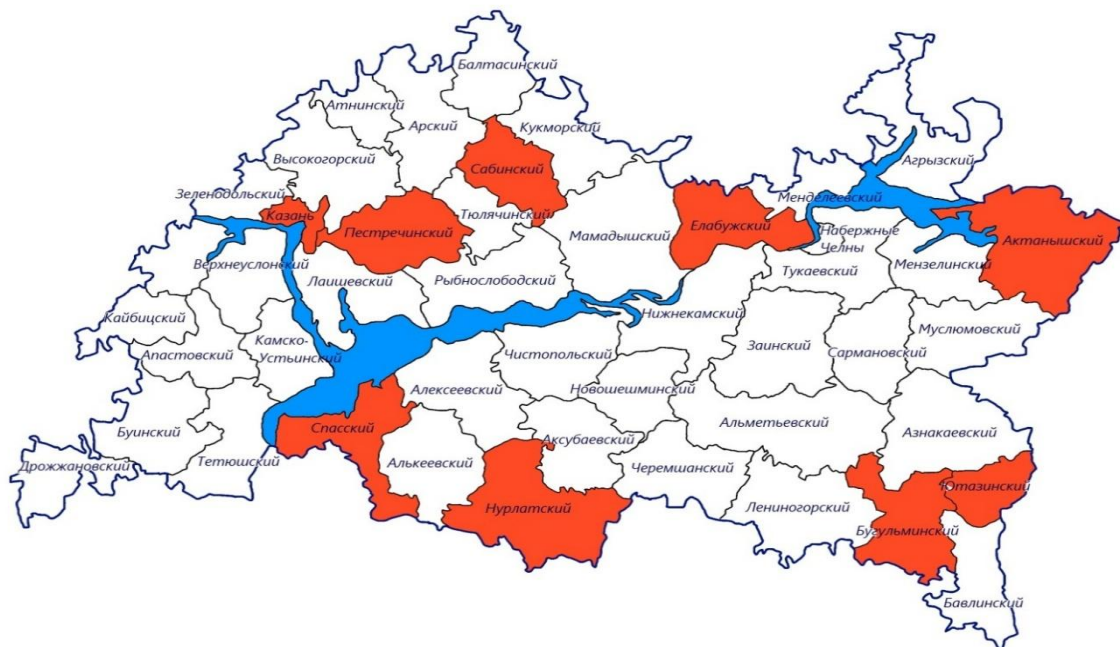 Балтасинский
Атнинский
Арский
Кукморский
Высокогорский
Агрызский
Сабинский
Зеленодольский
Менделеевский
Казань
Тюлячинский
Пестречинский
Мамадышский
Елабужский
Набержные
Челны
Актанышский
Верхнеуслонский
Лаишевский
Рыбнослободский
Тукаевский
Мензелинский
Кайбицский
Нижнекамский
Камско-
Устьинский
Апастовский
Чистопольский
Заинский
Сармановский
Муслюмовский
Алексеевский
Новошешминский
Спасский
Буинский
Аксубаевский
Альметьевский
Азнакаевский
Дрожжановский
Тетюшский
Алькеевский
Черемшанский
Ютазинский
Нурлатский
Лениногорский
Бугульминский
Бавлинский